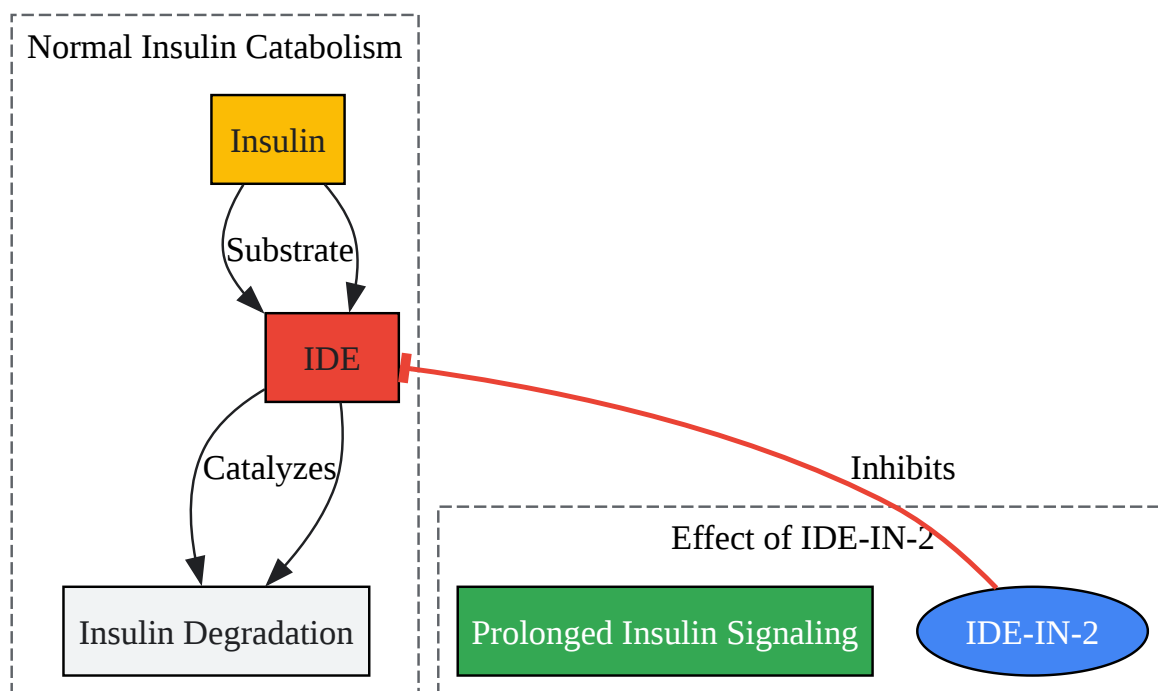 Normal Insulin Catabolism
Insulin
Substrate
IDE
Catalyzes
Inhibits
Effect of IDE-IN-2
Insulin Degradation
Prolonged Insulin Signaling
IDE-IN-2